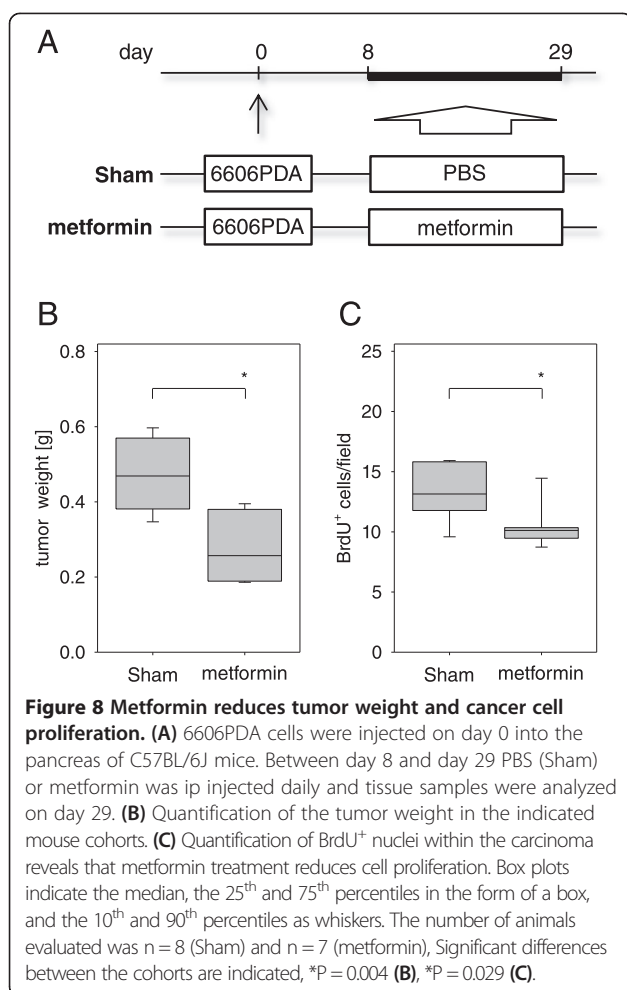 A
day 0 8 29
Sham 6606PDA PBS
metformin 6606PDA metformin
B
C
0.8
0.6
0.4
0.2
0.0
tumor weight [g]
*
Sham metformin
25
20
15
10
5
0
BrdU⁺ cells/field
*
Sham metformin
Figure 8 Metformin reduces tumor weight and cancer cell
proliferation. (A) 6606PDA cells were injected on day 0 into the
pancreas of C57BL/6J mice. Between day 8 and day 29 PBS (Sham)
or metformin was ip injected daily and tissue samples were analyzed
on day 29. (B) Quantification of the tumor weight in the indicated
mouse cohorts. (C) Quantification of BrdU⁺ nuclei within the carcinoma
reveals that metformin treatment reduces cell proliferation. Box plots
indicate the median, the 25th and 75th percentiles in the form of a box,
and the 10th and 90th percentiles as whiskers. The number of animals
evaluated was n = 8 (Sham) and n = 7 (metformin), Significant differences
between the cohorts are indicated, *P = 0.004 (B), *P = 0.029 (C).